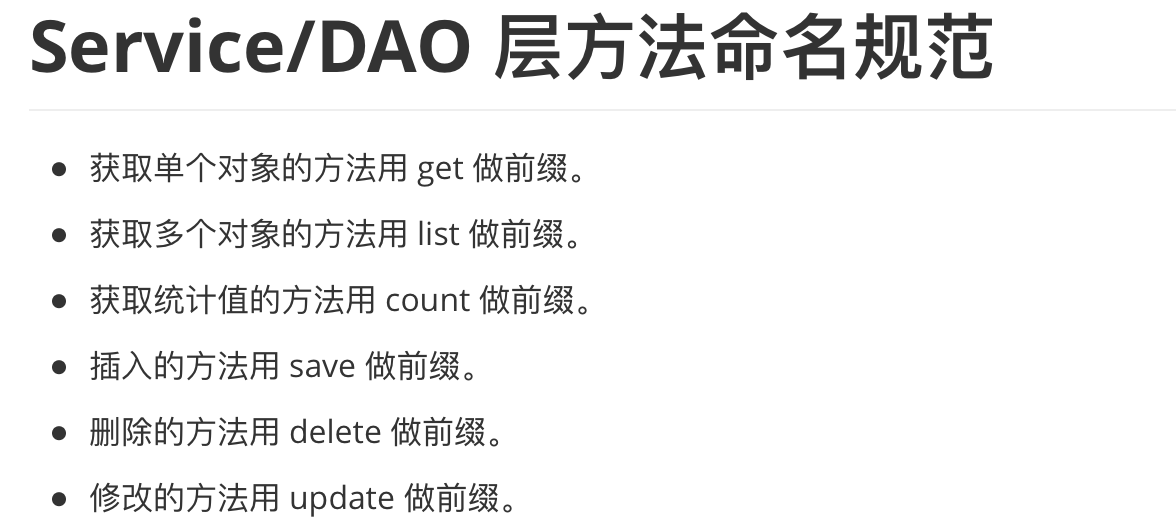 Service/DAO 层方法命名规范
● 获取单个对象的方法用 get 做前缀。
● 获取多个对象的方法用 list 做前缀。
● 获取统计值的方法用 count 做前缀。
● 插入的方法用 save 做前缀。
● 删除的方法用 delete 做前缀。
● 修改的方法用 update 做前缀。